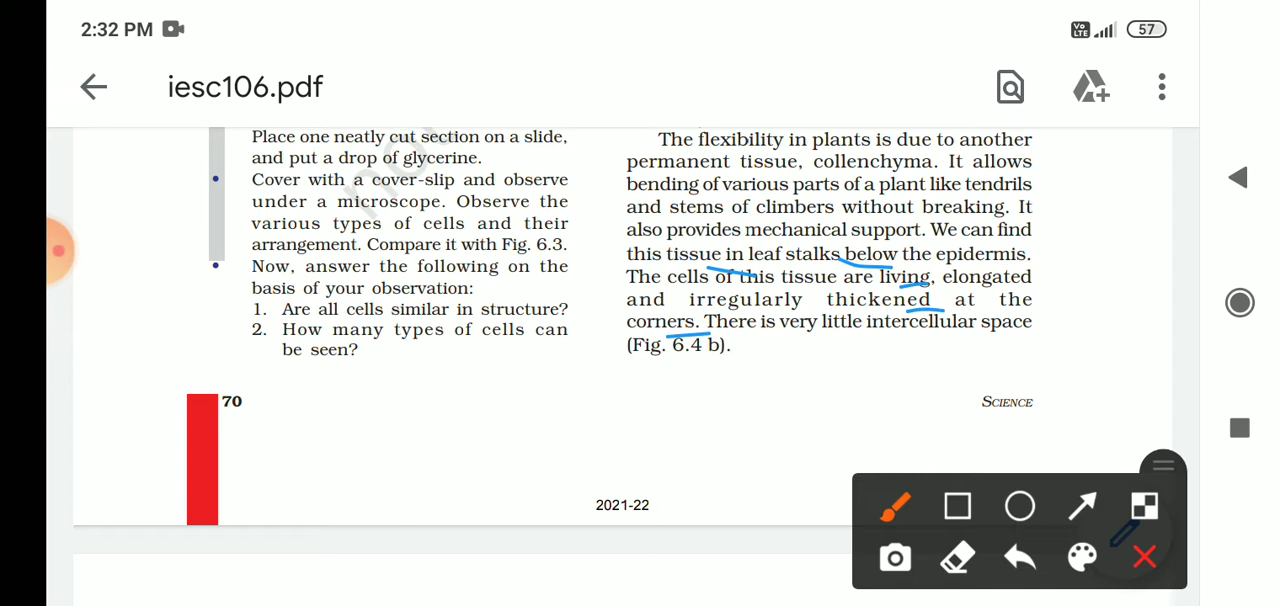 2:32 PM
Vo LTE
57
iesc106.pdf
Place one neatly cut section on a slide,
and put a drop of glycerine.
Cover with a cover-slip and observe
under a microscope. Observe the
various types of cells and their
arrangement. Compare it with Fig. 6.3.
Now, answer the following on the
basis of your observation:
1. Are all cells similar in structure?
2. How many types of cells can
be seen?
The flexibility in plants is due to another
permanent tissue, collenchyma. It allows
bending of various parts of a plant like tendrils
and stems of climbers without breaking. It
also provides mechanical support. We can find
this tissue in leaf stalks below the epidermis.
The cells of this tissue are living, elongated
and irregularly thickened at the
corners. There is very little intercellular space
(Fig. 6.4 b).
70
SCIENCE
2021-22